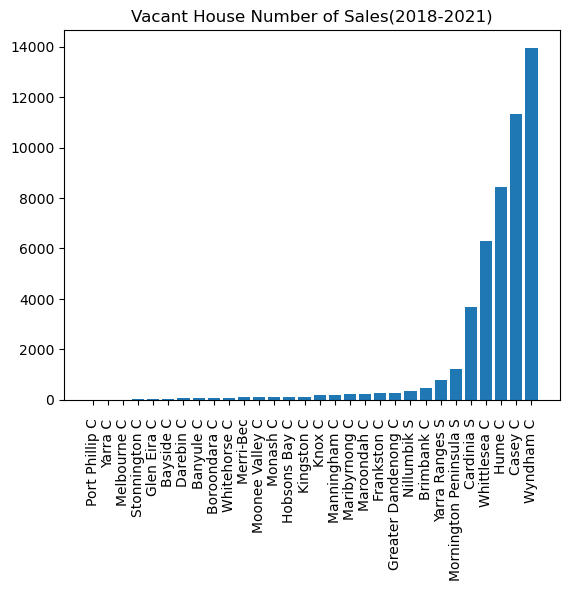 Vacant House Number of Sales(2018-2021)
14000
12000
10000
8000
6000
4000
2000
0
Port Phillip C
Yarra C
Melbourne C
Stonnington C
Glen Eira C
Bayside C
Darebin C
Banyule C
Boroondara C
Whitehorse C
Merri-Bec
Moonee Valley C
Monash C
Hobsons Bay C
Kingston C
Knox C
Manningham C
Maribyrnong C
Maroondah C
Frankston C
Greater Dandenong C
Nillumbik S
Brimbank C
Yarra Ranges S
Mornington Peninsula S
Cardinia S
Whittlesea C
Hume C
Casey C
Wyndham C